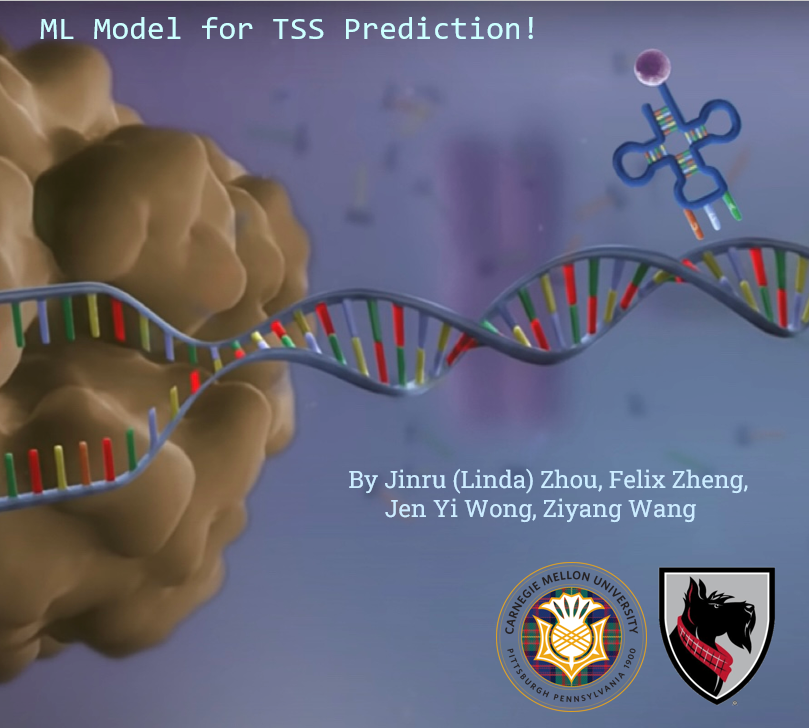 ML Model for TSS Prediction!
By Jinru (Linda) Zhou, Felix Zheng,
Jen Yi Wong, Ziyang Wang
CARNEGIE MELLON UNIVERSITY
PITTSBURGH PENNSYLVANIA 1900